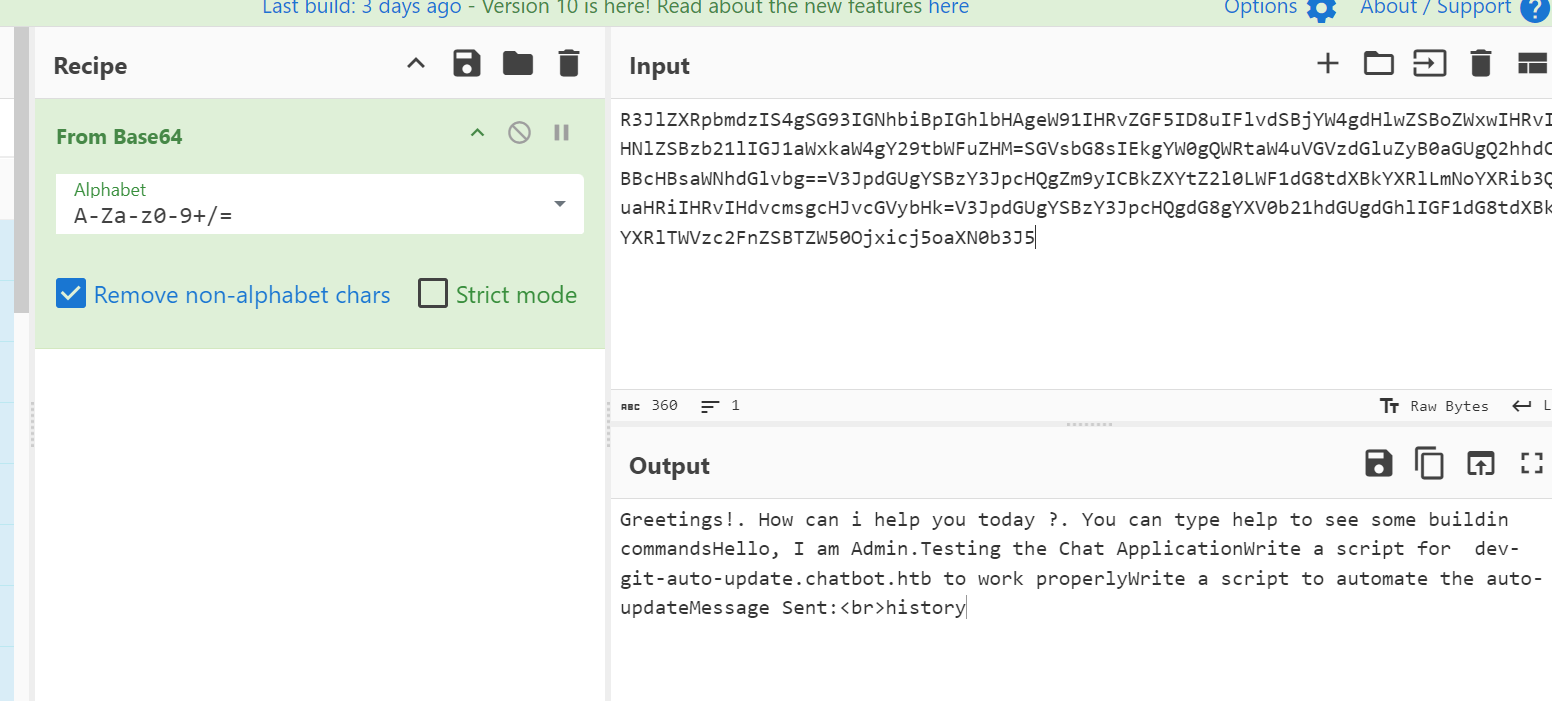 Last build: 3 days ago - Version 10 is here! Read about the new features here
Options
About / Support
Recipe
Input
From Base64
Alphabet
A-Za-z0-9+/=
Remove non-alphabet chars
Strict mode
R3JlZXRpbmdzIS4gSG93IGNhbiBpIGhlbHAgeW91IHRvZGF5ID8uIFlvdSBjYW4gdHlwZSBoZWxwIHRvI
HNlZSBzb21lIGJ1aWxkaW4gY29tbWFuZHM=SGVsbG8sIEkgYW0gQWRtaW4uVGVzdGluZyB0aGUgQ2hhdC
BBcHBsaWNhdGlvbg==V3JpdGUgYSBzY3JpcHQgZm9yICBkZXYtZ2l0LWF1dG8tdXBkYXRlLmNoYXRib3Q
uaHRiIHRvIHdvcmsgcHJvcGVybHk=V3JpdGUgYSBzY3JpcHQgdG8gYXV0b21hdGUgdGhlIGF1dG8tdXBk
YXRlTWVzc2FnZSBTZW50Ojxicj5oaXN0b3J5
360
1
Raw Bytes
L
Output
Greetings!. How can i help you today ?. You can type help to see some buildin
commandsHello, I am Admin.Testing the Chat ApplicationWrite a script for  dev-
git-auto-update.chatbot.htb to work properlyWrite a script to automate the auto-
updateMessage Sent:<br>history